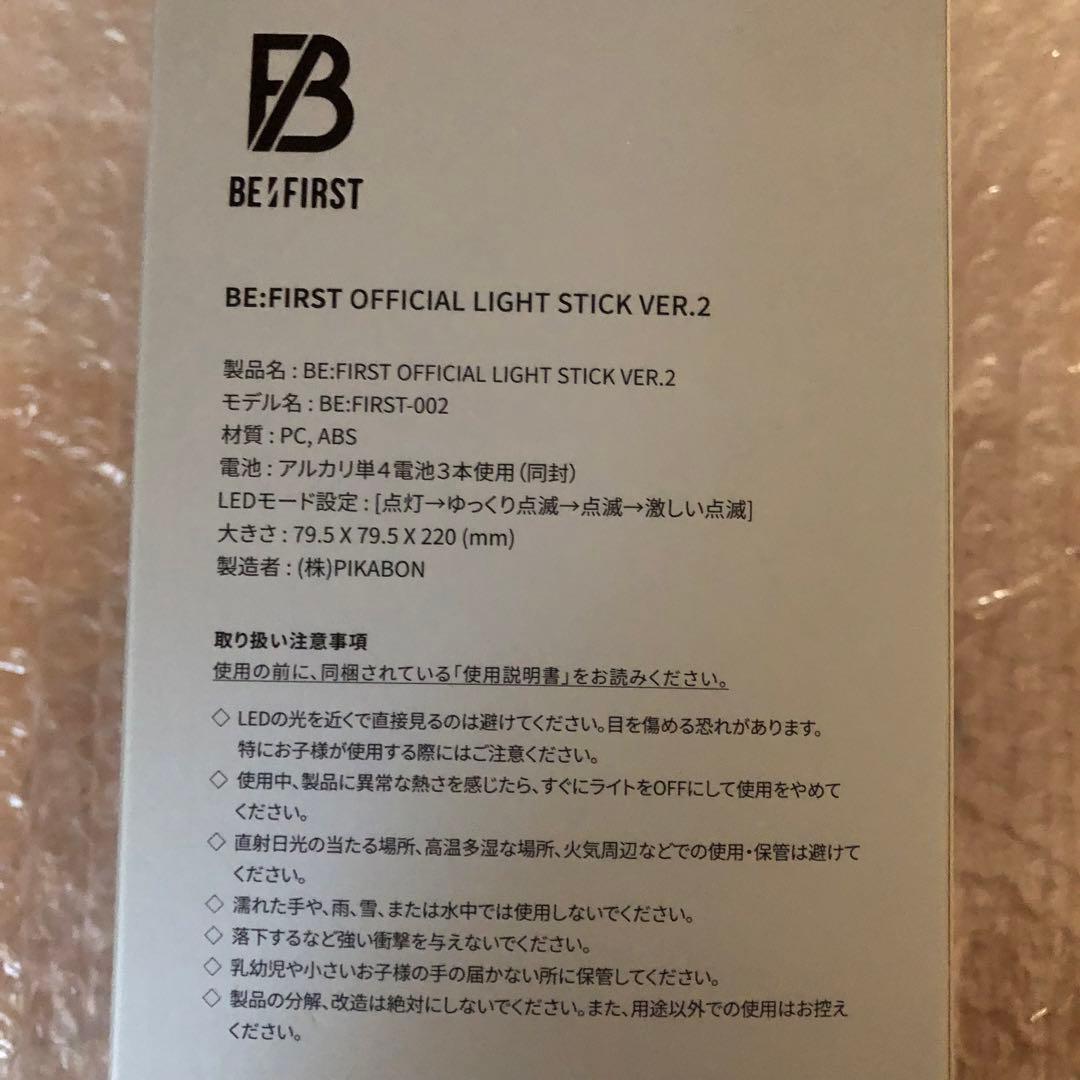 BE:FIRST
BE:FIRST OFFICIAL LIGHT STICK VER.2
製品名 : BE:FIRST OFFICIAL LIGHT STICK VER.2
モデル名 : BE:FIRST-002
材質 : PC, ABS
電池 : アルカリ単4電池3本使用(同封)
LEDモード設定 : [点灯→ゆっくり点滅→点滅→激しい点滅]
大きさ : 79.5 X 79.5 X 220 (mm)
製造者 : (株)PIKABON
取り扱い注意事項
使用の前に、同梱されている「使用説明書」をお読みください。
◇ LEDの光を近くで直接見るのは避けてください。目を傷める恐れがあります。
特にお子様が使用する際にはご注意ください。
◇ 使用中、製品に異常な熱さを感じたら、すぐにライトをOFFにして使用をやめて
ください。
◇ 直射日光の当たる場所、高温多湿な場所、火気周辺などでの使用・保管は避けて
ください。
◇ 濡れた手や、雨、雪、または水中では使用しないでください。
◇ 落下するなど強い衝撃を与えないでください。
◇ 乳幼児や小さいお子様の手の届かない所に保管してください。
◇ 製品の分解、改造は絶対にしないでください。また、用途以外での使用はお控え
ください。